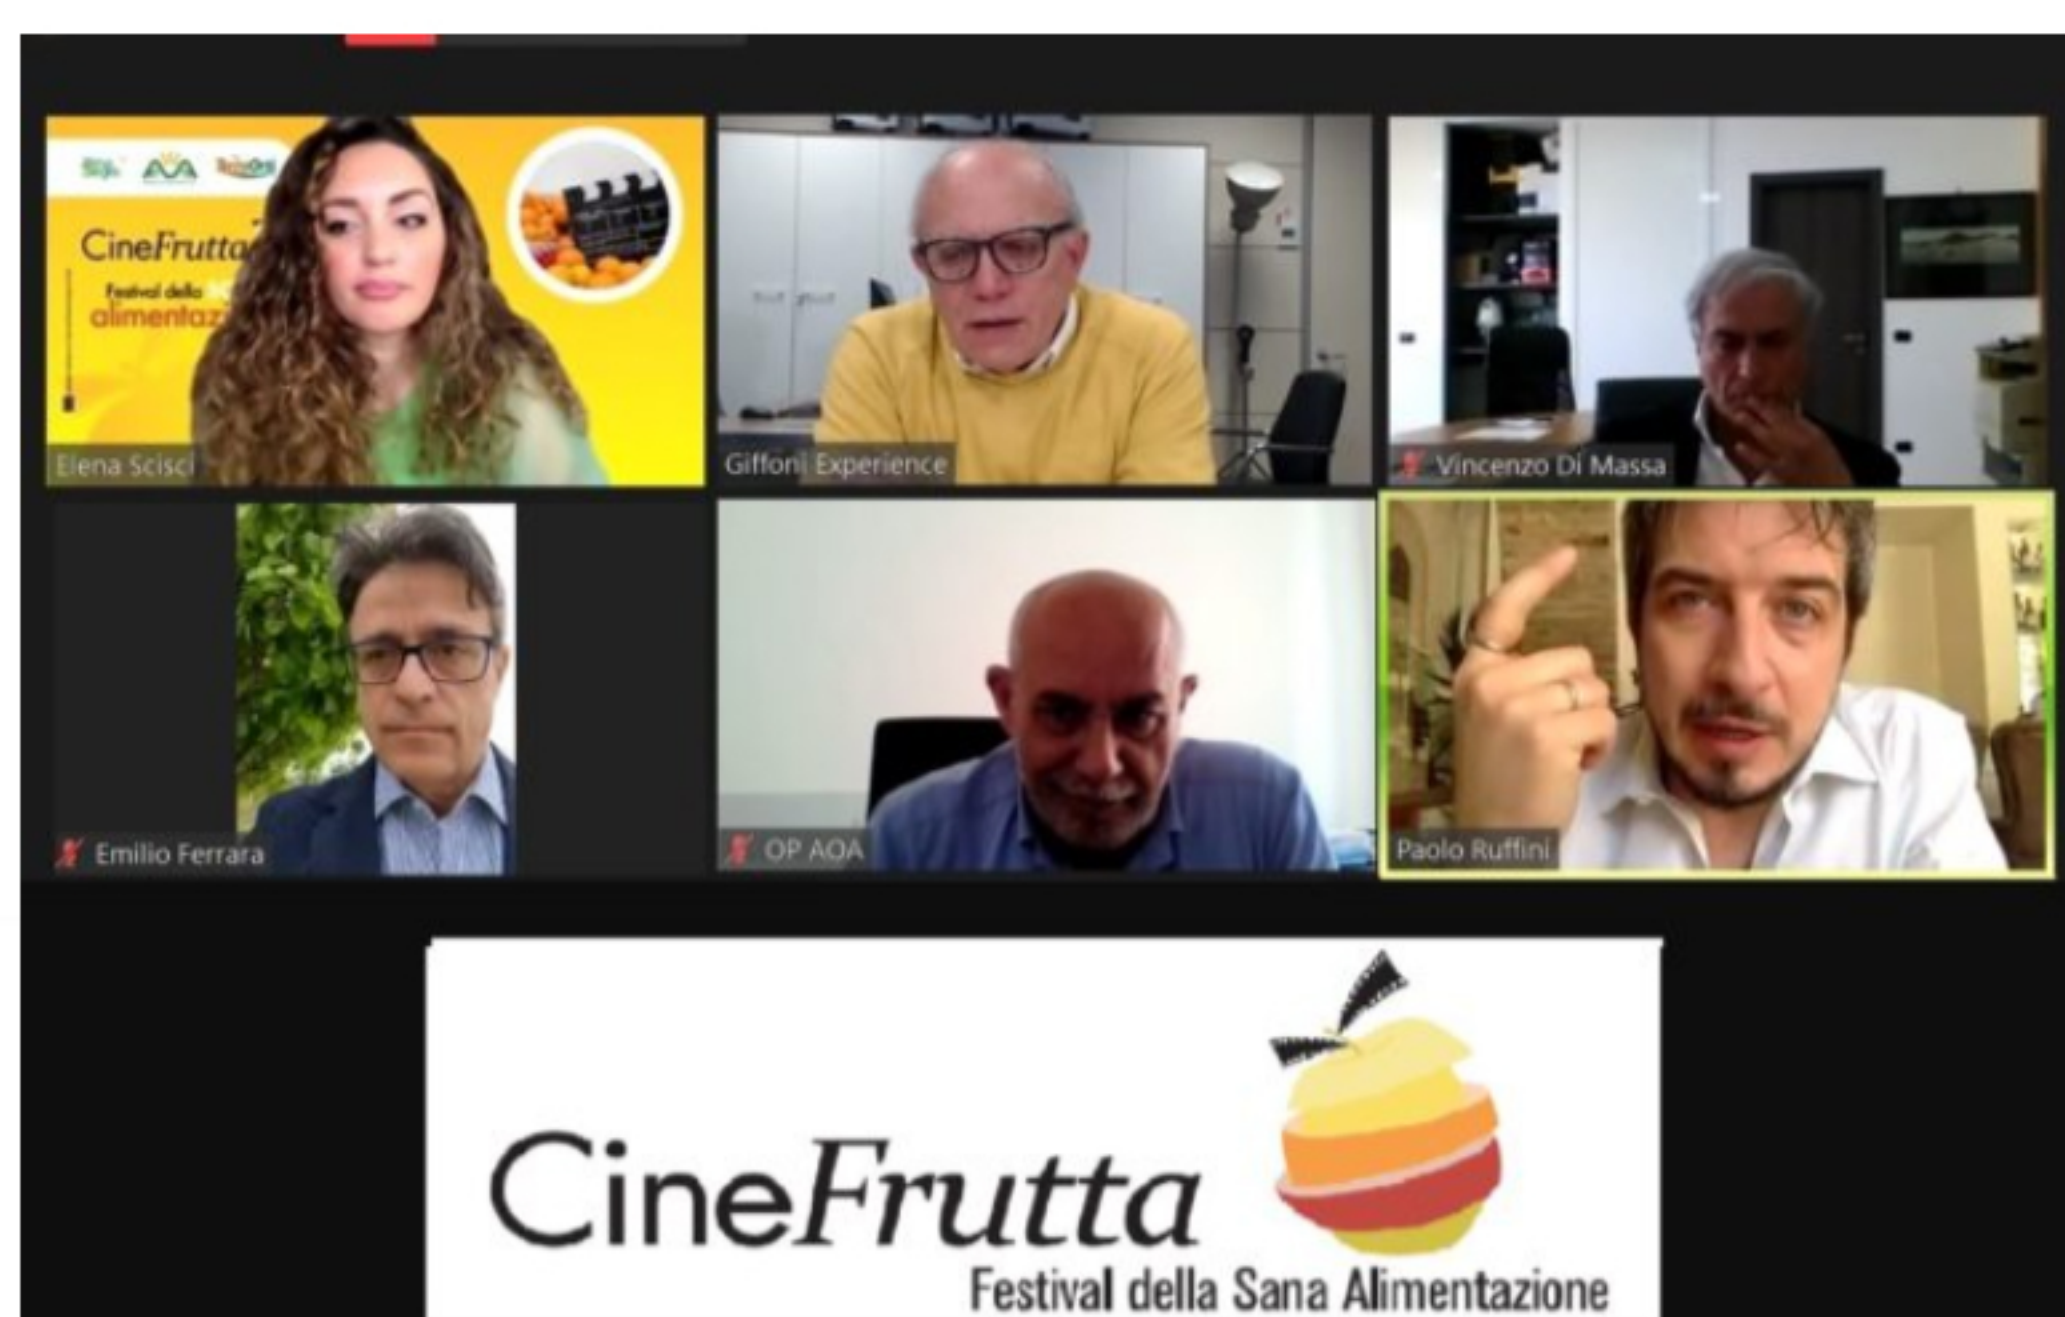 AOA
CineFrutta
Festival della
alimentaz
Elena Scisci
Giffoni Experience
Vincenzo Di Massa
Emilio Ferrara
OP AOA
Paolo Ruffini
CineFrutta
Festival della Sana Alimentazione